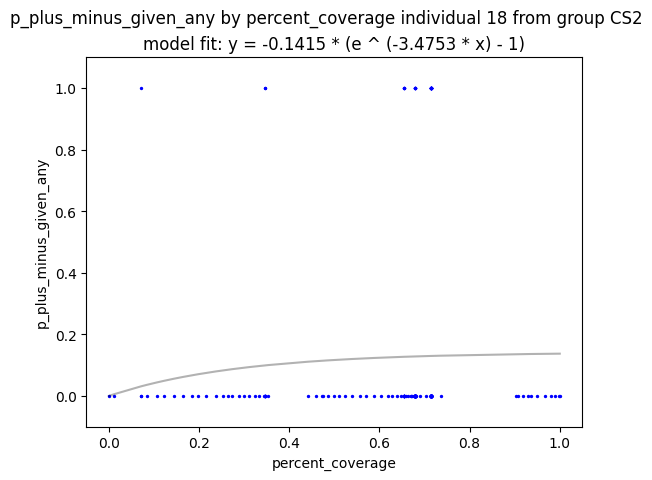 p_plus_minus_given_any by percent_coverage individual 18 from group CS2
model fit: y = -0.1415 * (e ^ (-3.4753 * x) - 1)
1.0
0.8
0.6
0.4
0.2
0.0
p_plus_minus_given_any
0.0 0.2 0.4 0.6 0.8 1.0
percent_coverage